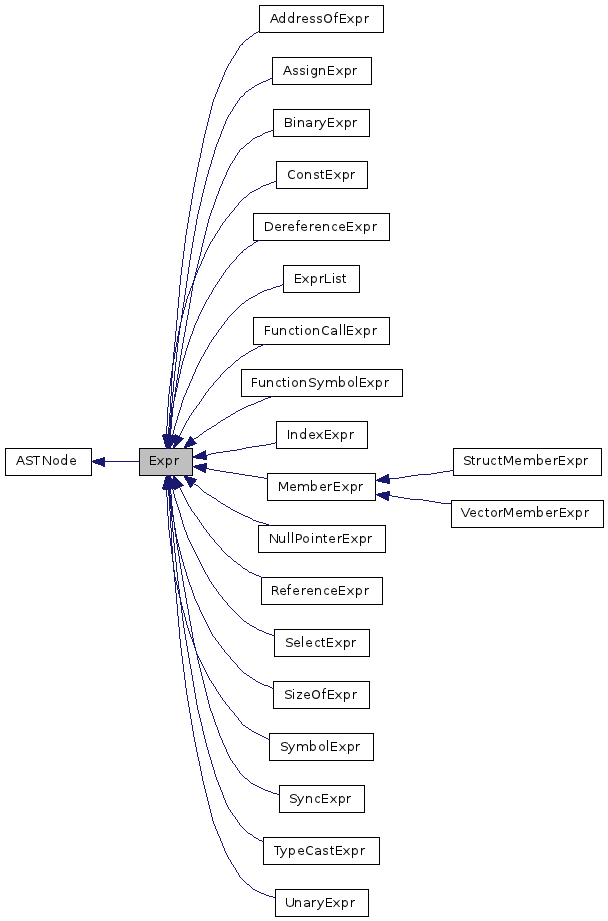 AddressOfExpr
AssignExpr
BinaryExpr
ConstExpr
DereferenceExpr
ExprList
FunctionCallExpr
FunctionSymbolExpr
IndexExpr
ASTNode
Expr
StructMemberExpr
MemberExpr
VectorMemberExpr
NullPointerExpr
ReferenceExpr
SelectExpr
SizeOfExpr
SymbolExpr
SyncExpr
TypeCastExpr
UnaryExpr